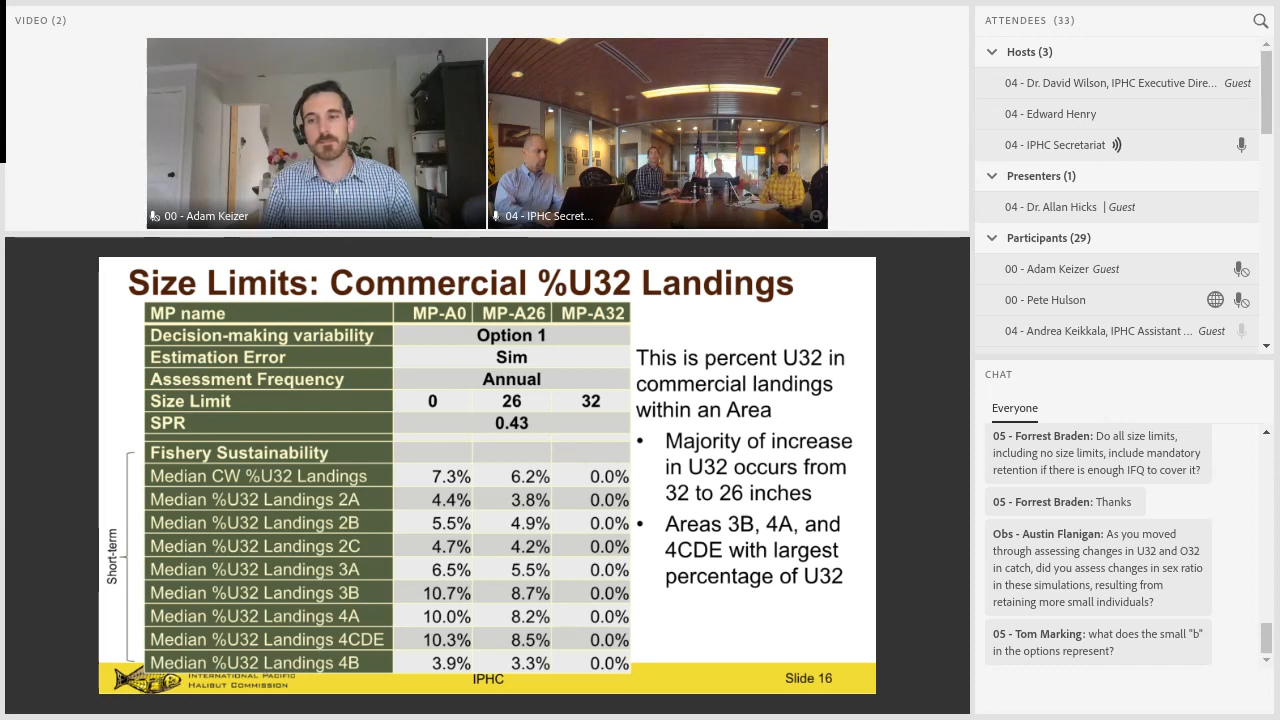 VIDEO (2)
00 - Adam Keizer
04 - IPHC Secret...
Size Limits: Commercial %U32 Landings
MP name MP-A0 MP-A26 MP-A32
Decision-making variability Option 1
Estimation Error Sim
Assessment Frequency Annual
Size Limit 0 26 32
SPR 0.43
Short-term
Fishery Sustainability
Median CW %U32 Landings 7.3% 6.2% 0.0%
Median %U32 Landings 2A 4.4% 3.8% 0.0%
Median %U32 Landings 2B 5.5% 4.9% 0.0%
Median %U32 Landings 2C 4.7% 4.2% 0.0%
Median %U32 Landings 3A 6.5% 5.5% 0.0%
Median %U32 Landings 3B 10.7% 8.7% 0.0%
Median %U32 Landings 4A 10.0% 8.2% 0.0%
Median %U32 Landings 4CDE 10.3% 8.5% 0.0%
Median %U32 Landings 4B 3.9% 3.3% 0.0%
This is percent U32 in
commercial landings
within an Area
• Majority of increase
in U32 occurs from
32 to 26 inches
• Areas 3B, 4A, and
4CDE with largest
percentage of U32
INTERNATIONAL PACIFIC
HALIBUT COMMISSION
IPHC
Slide 16
ATTENDEES (33)
Hosts (3)
04 - Dr. David Wilson, IPHC Executive Dire... Guest
04 - Edward Henry
04 - IPHC Secretariat
Presenters (1)
04 - Dr. Allan Hicks | Guest
Participants (29)
00 - Adam Keizer Guest
00 - Pete Hulson
04 - Andrea Keikkala, IPHC Assistant ... Guest
CHAT
Everyone
05 - Forrest Braden: Do all size limits,
including no size limits, include mandatory
retention if there is enough IFQ to cover it?
05 - Forrest Braden: Thanks
Obs - Austin Flanigan: As you moved
through assessing changes in U32 and O32
in catch, did you assess changes in sex ratio
in these simulations, resulting from
retaining more small individuals?
05 - Tom Marking: what does the small "b"
in the options represent?